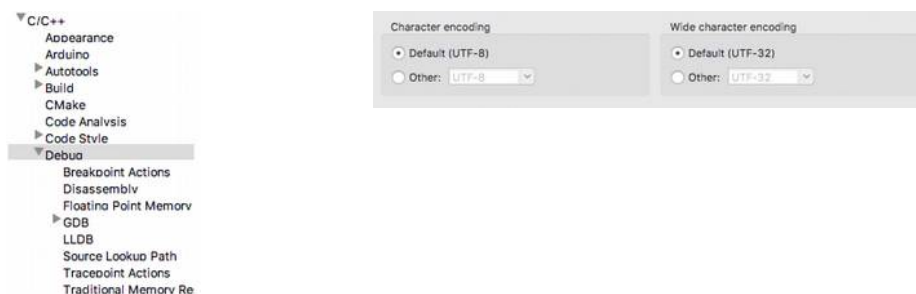 C/C++
Appearance
Arduino
Autotools
Build
CMake
Code Analysis
Code Style
Debug
Breakpoint Actions
Disassembly
Floating Point Memory
GDB
LLDB
Source Lookup Path
Tracepoint Actions
Traditional Memory Re
Character encoding
Default (UTF-8)
Other: UTF-8
Wide character encoding
Default (UTF-32)
Other: UTF-32